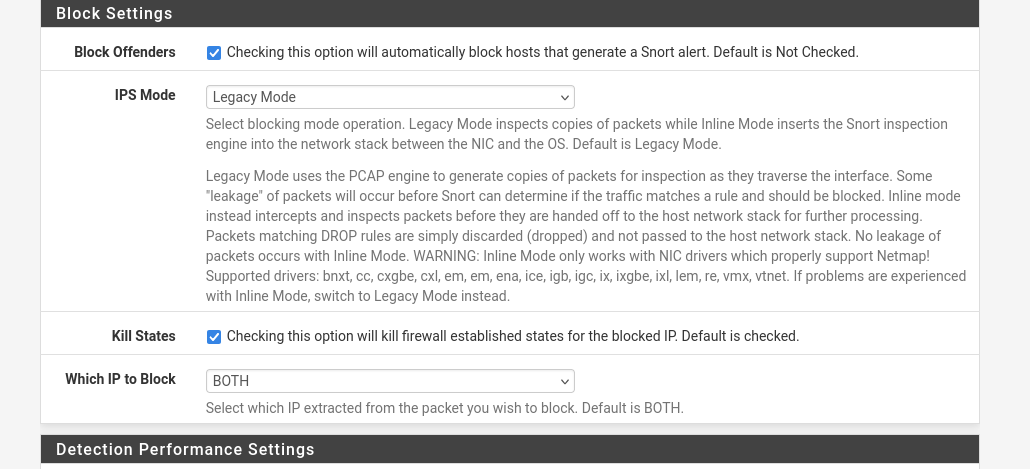 Block Settings
Block Offenders
Checking this option will automatically block hosts that generate a Snort alert. Default is Not Checked.
IPS Mode
Legacy Mode
Select blocking mode operation. Legacy Mode inspects copies of packets while Inline Mode inserts the Snort inspection
engine into the network stack between the NIC and the OS. Default is Legacy Mode.
Legacy Mode uses the PCAP engine to generate copies of packets for inspection as they traverse the interface. Some
"leakage" of packets will occur before Snort can determine if the traffic matches a rule and should be blocked. Inline mode
instead intercepts and inspects packets before they are handed off to the host network stack for further processing.
Packets matching DROP rules are simply discarded (dropped) and not passed to the host network stack. No leakage of
packets occurs with Inline Mode. WARNING: Inline Mode only works with NIC drivers which properly support Netmap!
Supported drivers: bnxt, cc, cxgbe, cxl, em, em, ena, ice, igb, igc, ix, ixgbe, ixl, lem, re, vmx, vtnet. If problems are experienced
with Inline Mode, switch to Legacy Mode instead.
Kill States
Checking this option will kill firewall established states for the blocked IP. Default is checked.
Which IP to Block
BOTH
Select which IP extracted from the packet you wish to block. Default is BOTH.
Detection Performance Settings